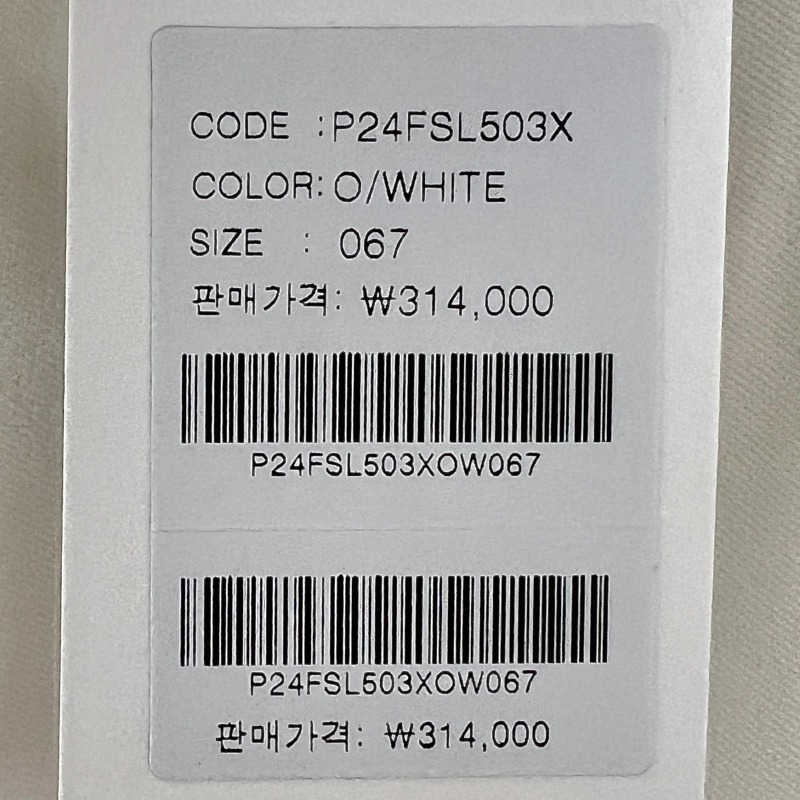 CODE :P24FSL503X
COLOR:O/WHITE
SIZE : 067
판매가격: ₩314,000
P24FSL503XOW067
P24FSL503XOW067
판매가격: ₩314,000